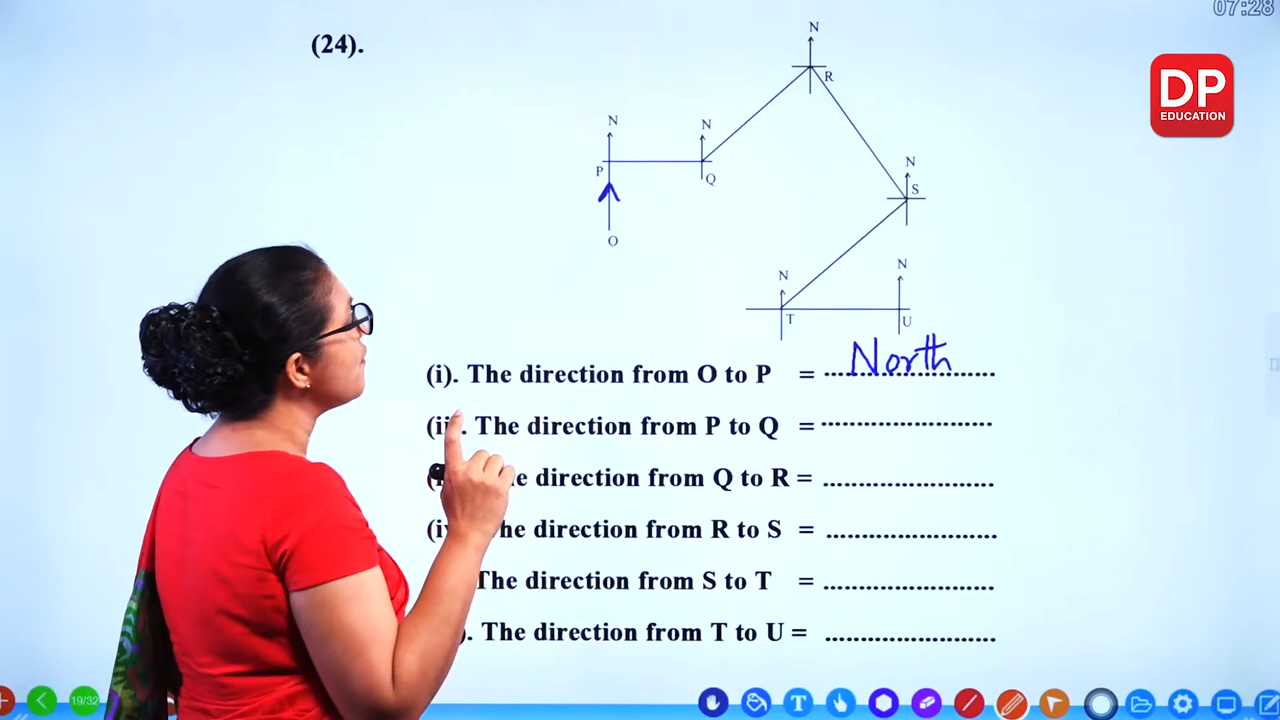 07:28
(24).
DP
EDUCATION
N
R
N
N
P
Q
N
S
O
N
N
T
U
(i). The direction from O to P = North
. The direction from P to Q =
e direction from Q to R =
he direction from R to S =
The direction from S to T =
. The direction from T to U =
19/32
T